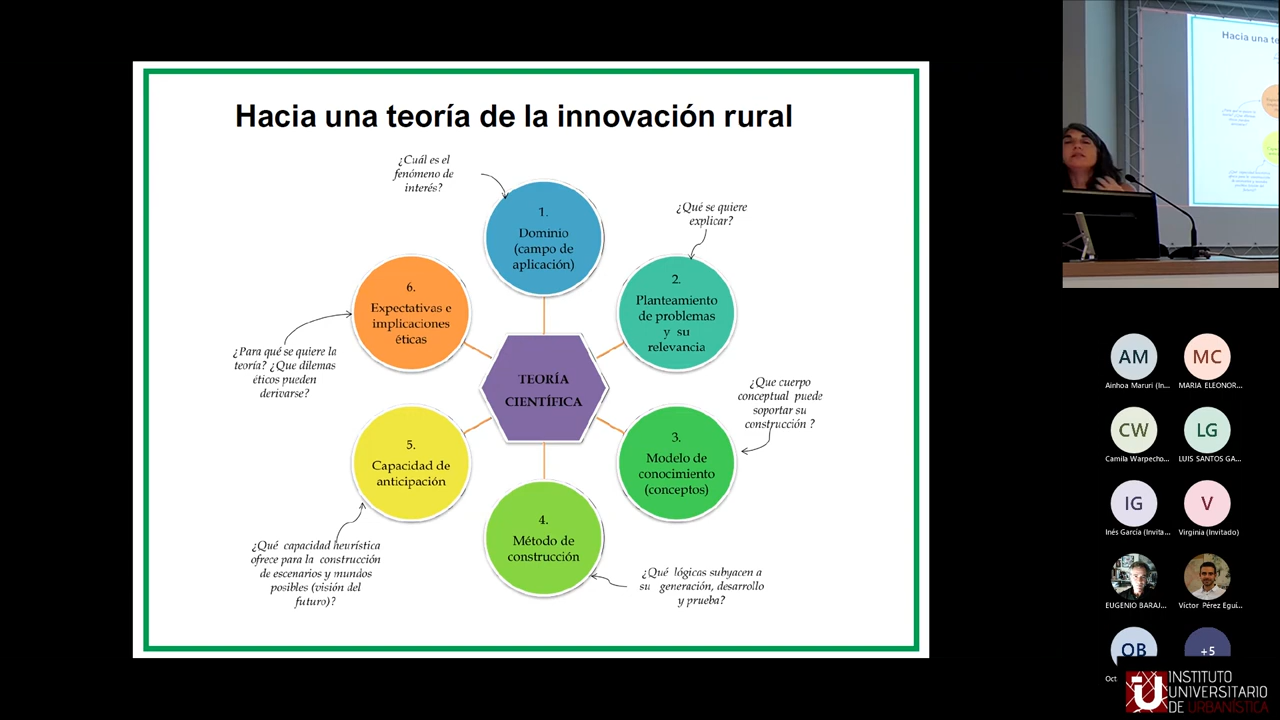 Hacia una teoría de la innovación rural
¿Cuál es el
fenómeno de
interés?
1.
Dominio
(campo de
aplicación)
¿Qué se quiere
explicar?
2.
Planteamiento
de problemas
y su
relevancia
¿Que cuerpo
conceptual puede
soportar su
construcción ?
3.
Modelo de
conocimiento
(conceptos)
¿Qué lógicas subyacen a
su generación, desarrollo
y prueba?
4.
Método de
construcción
¿Qué capacidad heurística
ofrece para la construcción
de escenarios y mundos
posibles (visión del
futuro)?
5.
Capacidad de
anticipación
¿Para qué se quiere la
teoría? ¿Que dilemas
éticos pueden
derivarse?
6.
Expectativas e
implicaciones
éticas
TEORÍA
CIENTÍFICA
Hacia una te
AM
MC
Ainhoa Maruri (In...
MARIA ELEONOR...
CW
LG
Camila Warpecho...
LUIS SANTOS GA...
IG
V
Inés García (Invita...
Virginia (Invitado)
EUGENIO BARAJ...
Víctor Pérez Egui...
OB
+5
Oct
INSTITUTO
UNIVERSITARIO
DE URBANÍSTICA